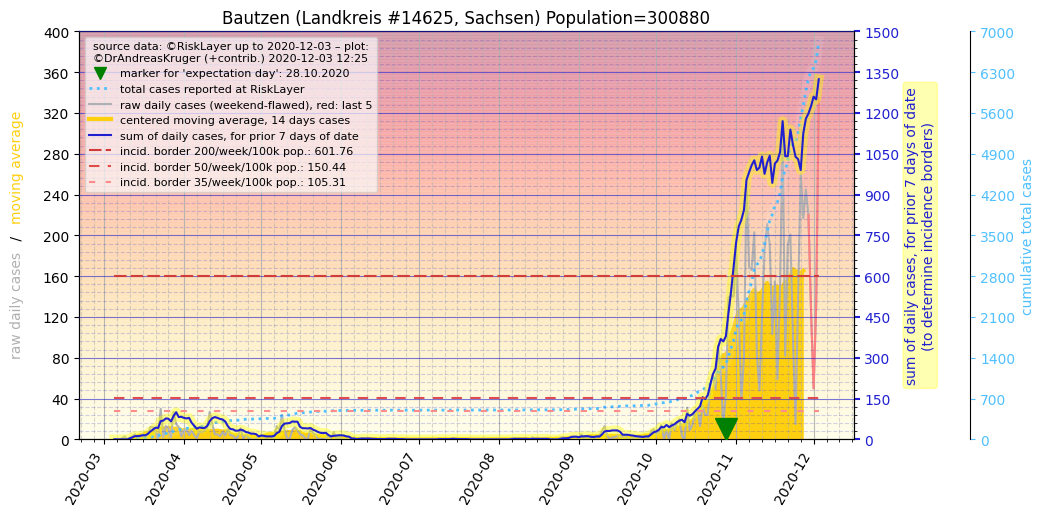 Bautzen (Landkreis #14625, Sachsen) Population=300880
source data: ©RiskLayer up to 2020-12-03 – plot:
©DrAndreasKruger (+contrib.) 2020-12-03 12:25
marker for 'expectation day': 28.10.2020
total cases reported at RiskLayer
raw daily cases (weekend-flawed), red: last 5
centered moving average, 14 days cases
sum of daily cases, for prior 7 days of date
incid. border 200/week/100k pop.: 601.76
incid. border 50/week/100k pop.: 150.44
incid. border 35/week/100k pop.: 105.31
raw daily cases / moving average
400
360
320
280
240
200
160
120
80
40
0
1500
1350
1200
1050
900
750
600
450
300
150
0
sum of daily cases, for prior 7 days of date
(to determine incidence borders)
7000
6300
5600
4900
4200
3500
2800
2100
1400
700
0
cumulative total cases
2020-03
2020-04
2020-05
2020-06
2020-07
2020-08
2020-09
2020-10
2020-11
2020-12